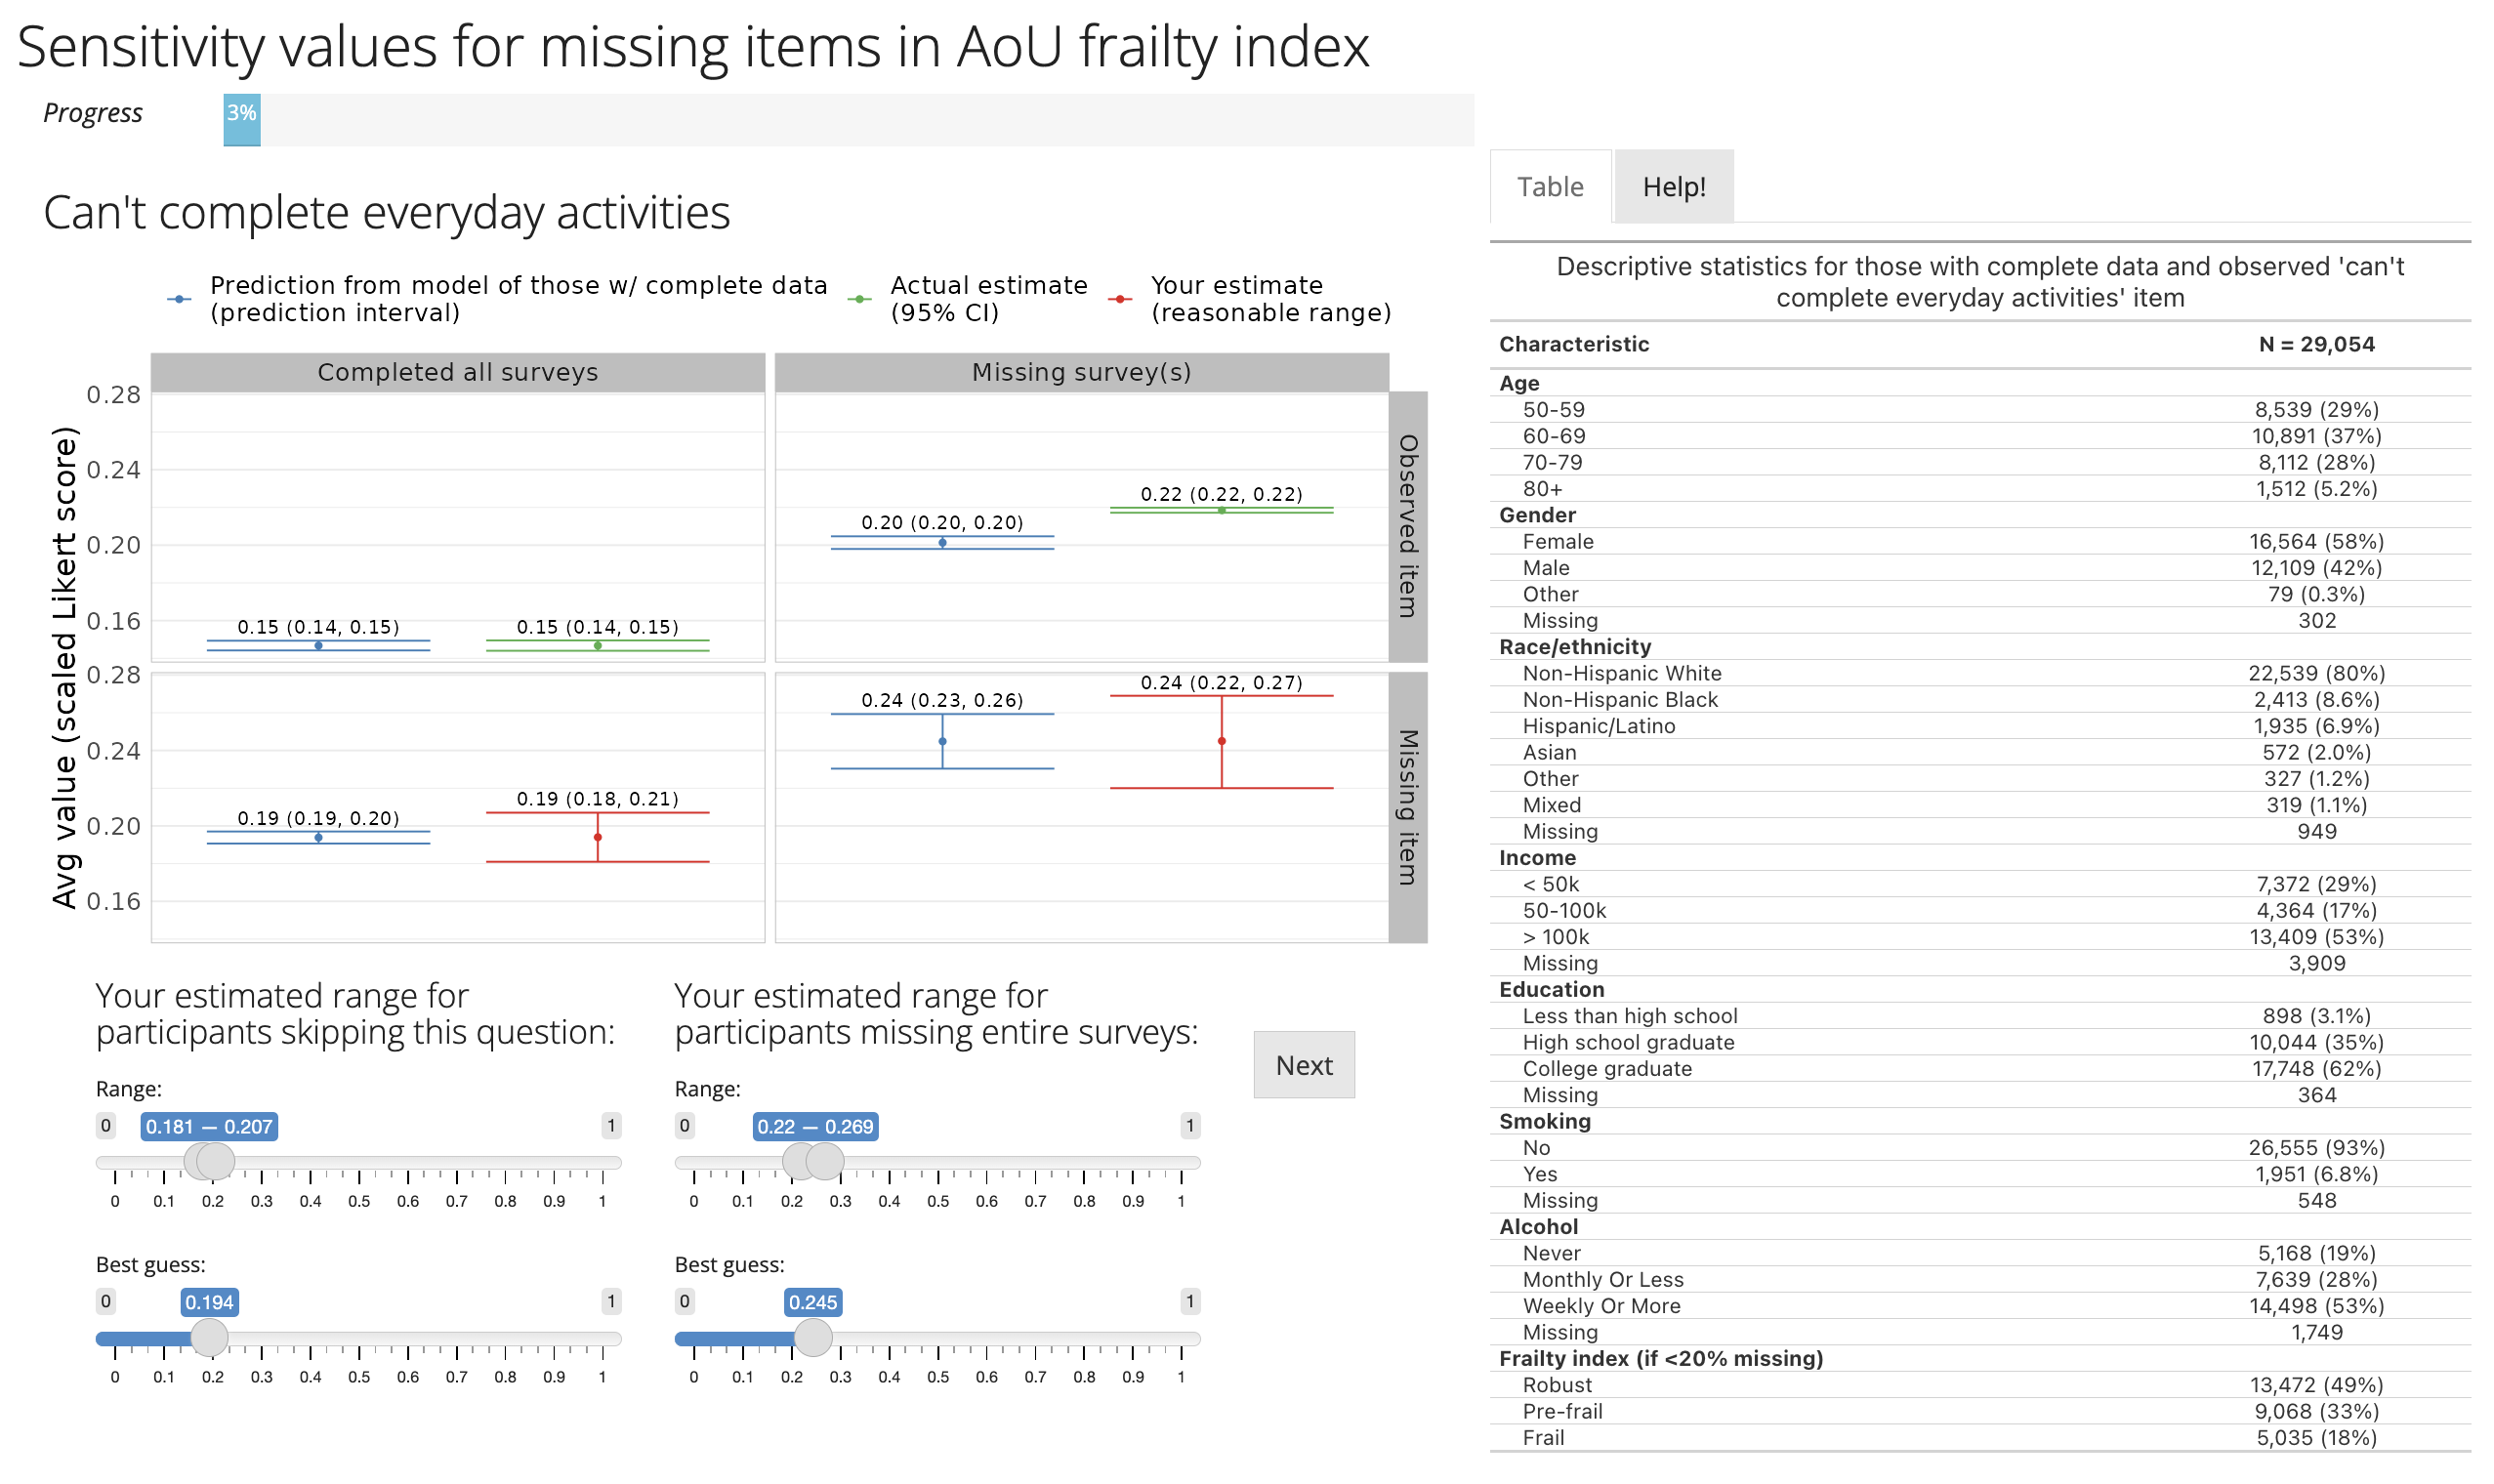 Sensitivity values for missing items in AoU frailty index
Progress
3%
Can't complete everyday activities
Prediction from model of those w/ complete data
(prediction interval)
Actual estimate
(95% CI)
Your estimate
(reasonable range)
Completed all surveys
Missing survey(s)
Avg value (scaled Likert score)
0.28
0.24
0.20
0.16
0.15 (0.14, 0.15)
0.15 (0.14, 0.15)
0.20 (0.20, 0.20)
0.22 (0.22, 0.22)
Observed item
0.28
0.24
0.20
0.16
0.19 (0.19, 0.20)
0.19 (0.18, 0.21)
0.24 (0.23, 0.26)
0.24 (0.22, 0.27)
Missing item
Your estimated range for
participants skipping this question:
Range:
0
0.181 — 0.207
1
0 0.1 0.2 0.3 0.4 0.5 0.6 0.7 0.8 0.9 1
Best guess:
0
0.194
1
0 0.1 0.2 0.3 0.4 0.5 0.6 0.7 0.8 0.9 1
Your estimated range for
participants missing entire surveys:
Range:
0
0.22 — 0.269
1
0 0.1 0.2 0.3 0.4 0.5 0.6 0.7 0.8 0.9 1
Best guess:
0
0.245
1
0 0.1 0.2 0.3 0.4 0.5 0.6 0.7 0.8 0.9 1
Next
Table
Help!
Descriptive statistics for those with complete data and observed 'can't
complete everyday activities' item
Characteristic N = 29,054
Age
50-59 8,539 (29%)
60-69 10,891 (37%)
70-79 8,112 (28%)
80+ 1,512 (5.2%)
Gender
Female 16,564 (58%)
Male 12,109 (42%)
Other 79 (0.3%)
Missing 302
Race/ethnicity
Non-Hispanic White 22,539 (80%)
Non-Hispanic Black 2,413 (8.6%)
Hispanic/Latino 1,935 (6.9%)
Asian 572 (2.0%)
Other 327 (1.2%)
Mixed 319 (1.1%)
Missing 949
Income
< 50k 7,372 (29%)
50-100k 4,364 (17%)
> 100k 13,409 (53%)
Missing 3,909
Education
Less than high school 898 (3.1%)
High school graduate 10,044 (35%)
College graduate 17,748 (62%)
Missing 364
Smoking
No 26,555 (93%)
Yes 1,951 (6.8%)
Missing 548
Alcohol
Never 5,168 (19%)
Monthly Or Less 7,639 (28%)
Weekly Or More 14,498 (53%)
Missing 1,749
Frailty index (if <20% missing)
Robust 13,472 (49%)
Pre-frail 9,068 (33%)
Frail 5,035 (18%)